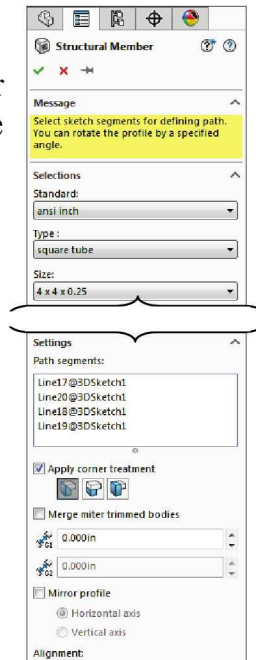 Structural Member
Message
Select sketch segments for defining path.
You can rotate the profile by a specified
angle.
Selections
Standard:
ansi inch
Type :
square tube
Size:
4 x 4 x 0.25
Settings
Path segments:
Line17@3DSketch1
Line20@3DSketch1
Line18@3DSketch1
Line19@3DSketch1
Apply corner treatment
Merge miter trimmed bodies
G1 0.000in
G2 0.000in
Mirror profile
Horizontal axis
Vertical axis
Alignment: